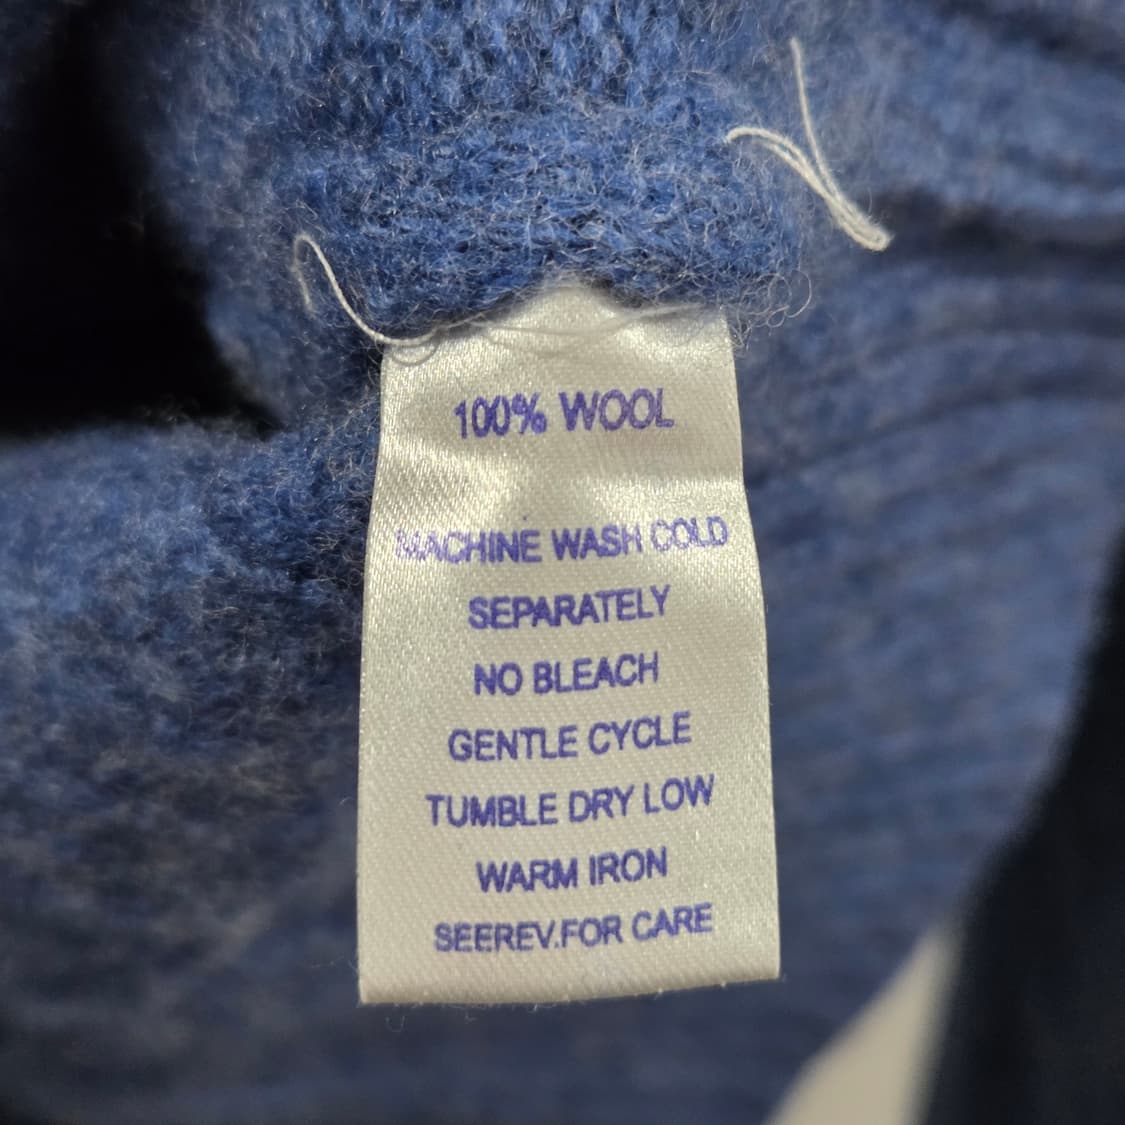 100% WOOL
MACHINE WASH COLD
SEPARATELY
NO BLEACH
GENTLE CYCLE
TUMBLE DRY LOW
WARM IRON
SEEREV.FOR CARE